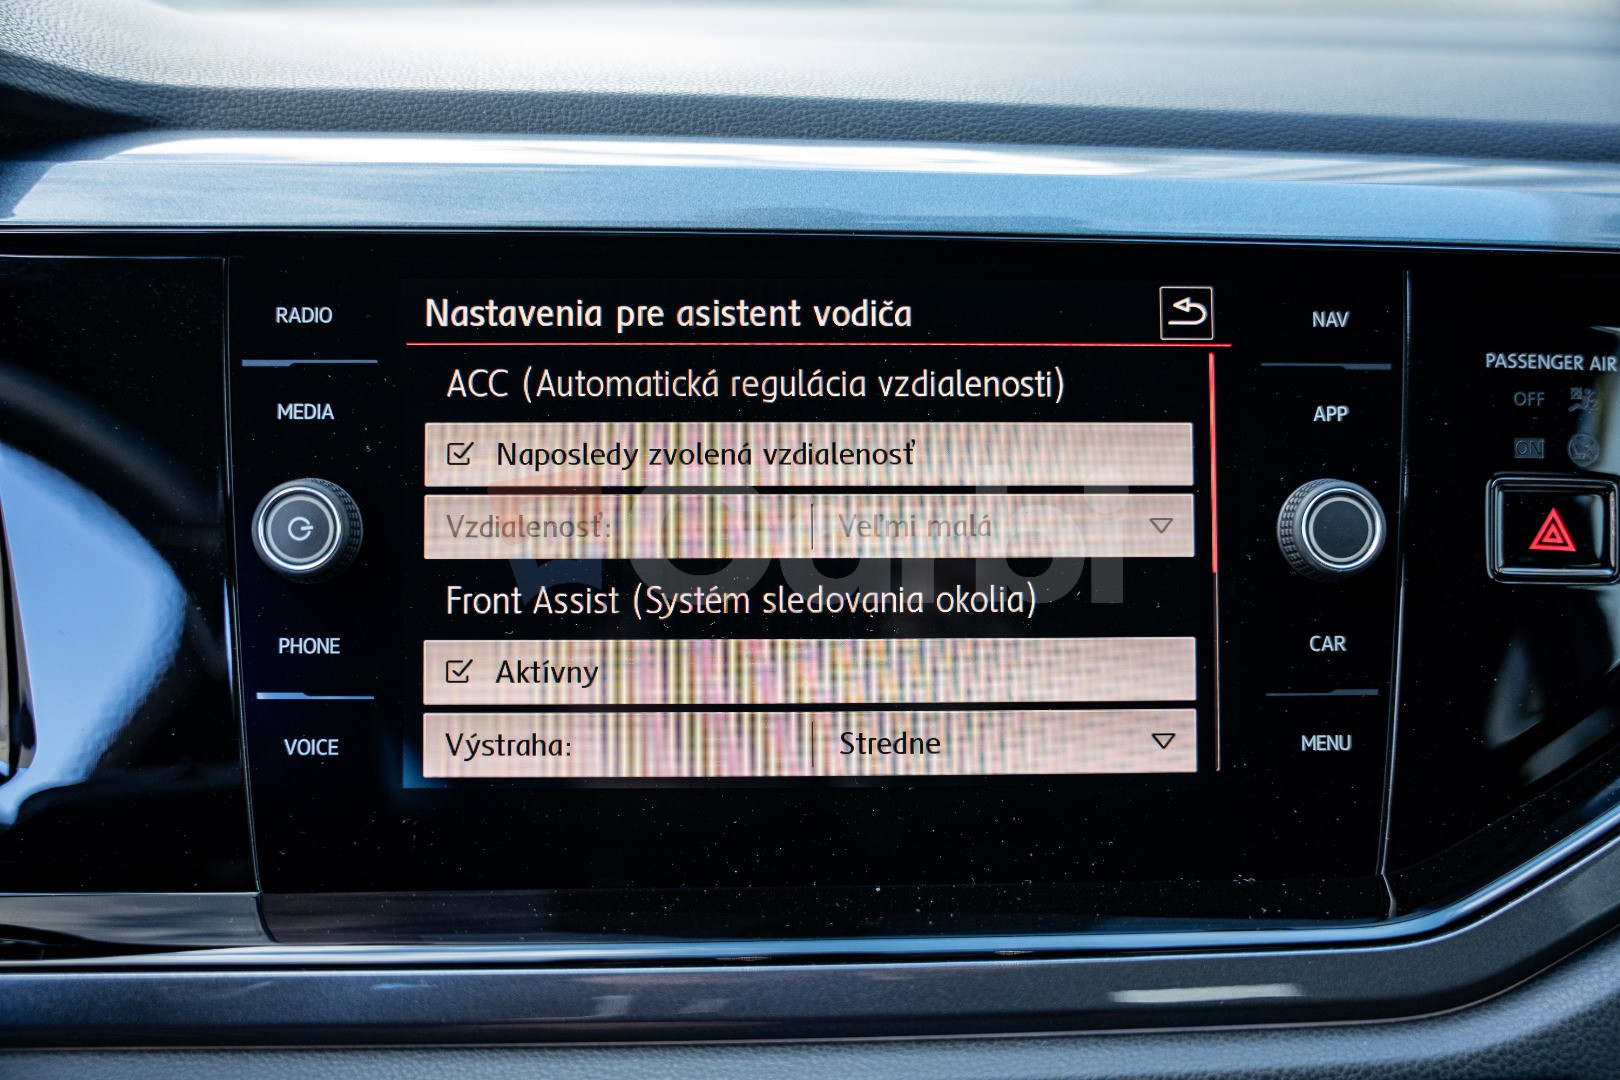 RADIO
MEDIA
PHONE
VOICE
Nastavenia pre asistent vodiča
ACC (Automatická regulácia vzdialenosti)
Naposledy zvolená vzdialenosť
Vzdialenosť: Veľmi malá
Front Assist (Systém sledovania okolia)
Aktívny
Výstraha: Stredne
NAV
APP
CAR
MENU
PASSENGER AIR
OFF
ON